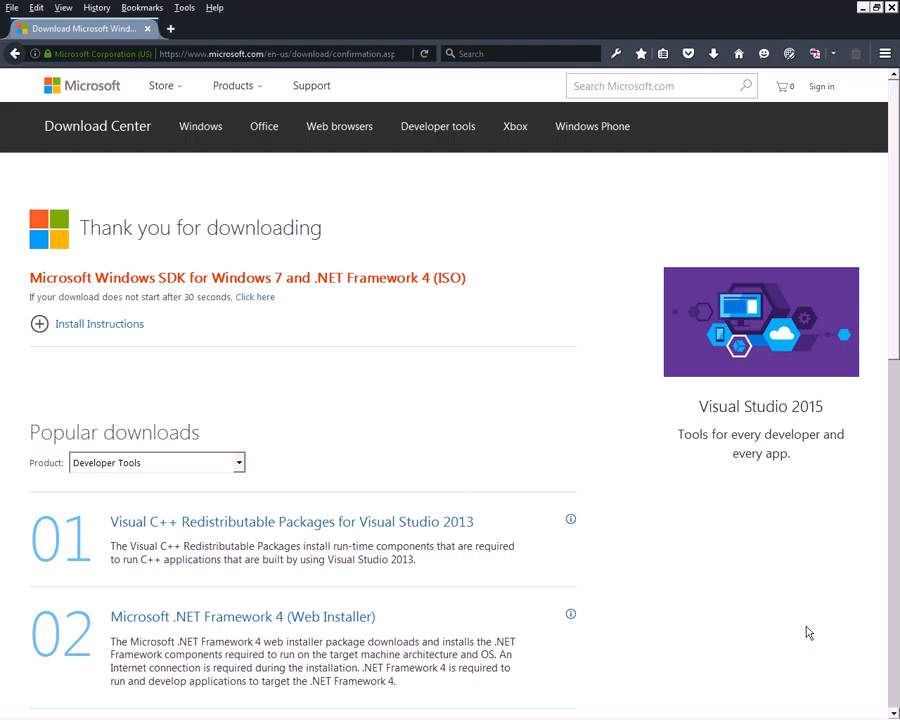 File Edit View History Bookmarks Tools Help
Download Microsoft Wind...
Microsoft Corporation (US) https://www.microsoft.com/en-us/download/confirmation.asp Search
Microsoft Store Products Support Search Microsoft.com 0 Sign in
Download Center Windows Office Web browsers Developer tools Xbox Windows Phone
Thank you for downloading
Microsoft Windows SDK for Windows 7 and .NET Framework 4 (ISO)
If your download does not start after 30 seconds, Click here
Install Instructions
Visual Studio 2015
Tools for every developer and
every app.
Popular downloads
Product: Developer Tools
01 Visual C++ Redistributable Packages for Visual Studio 2013
The Visual C++ Redistributable Packages install run-time components that are required
to run C++ applications that are built by using Visual Studio 2013.
02 Microsoft .NET Framework 4 (Web Installer)
The Microsoft .NET Framework 4 web installer package downloads and installs the .NET
Framework components required to run on the target machine architecture and OS. An
Internet connection is required during the installation. .NET Framework 4 is required to
run and develop applications to target the .NET Framework 4.